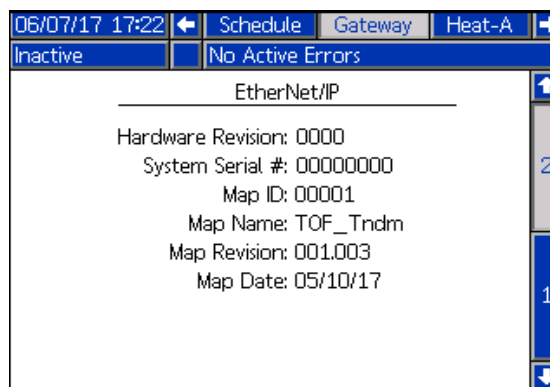 06/07/17 17:22 Schedule Gateway Heat-A
Inactive No Active Errors
EtherNet/IP
Hardware Revision: 0000
System Serial #: 00000000
Map ID: 00001
Map Name: TOF_Tndm
Map Revision: 001.003
Map Date: 05/10/17
2
1